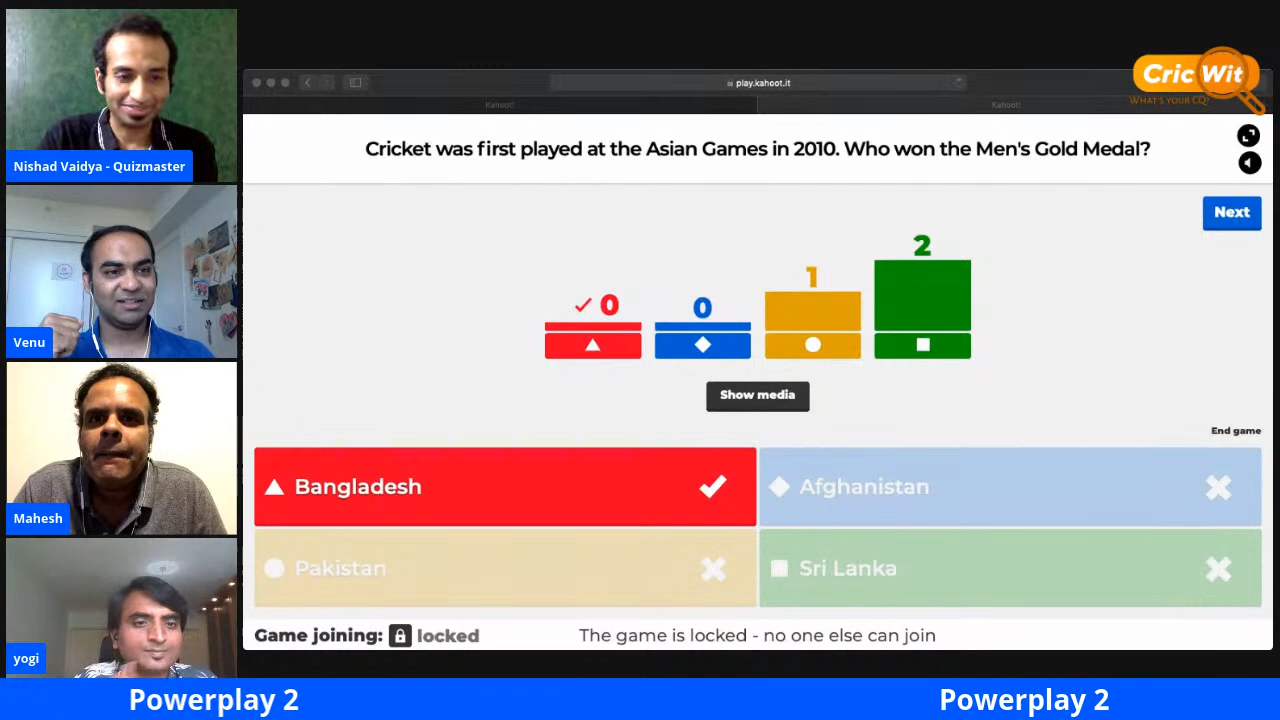 Nishad Vaidya - Quizmaster
Venu
Mahesh
yogi
play.kahoot.it
Kahoot!
Kahoot!
Cric Wit
WHAT'S YOUR CQ?
Cricket was first played at the Asian Games in 2010. Who won the Men's Gold Medal?
Next
0
0
1
2
Show media
End game
Bangladesh
Afghanistan
Pakistan
Sri Lanka
Game joining: locked
The game is locked - no one else can join
Powerplay 2
Powerplay 2